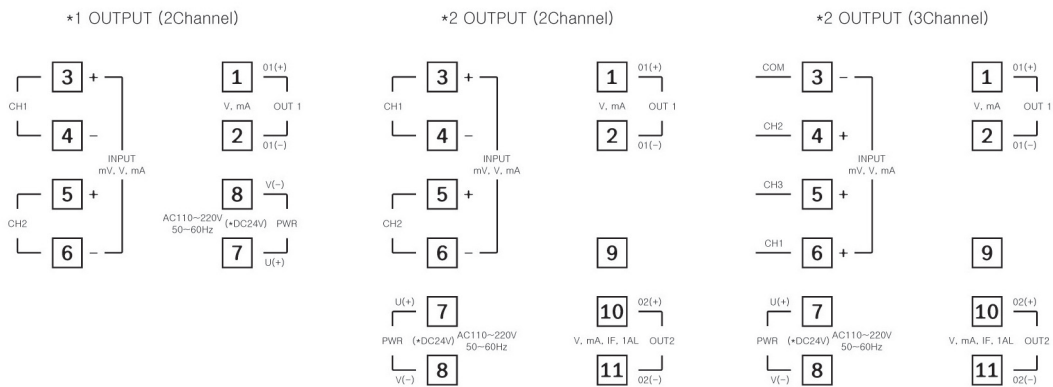 *1 OUTPUT (2Channel)
CH1
3 +
4 -
CH2
5 +
6 -
INPUT
mV, V, mA
1 01(+)
V, mA OUT 1
2 01(-)
8 V(-)
AC110~220V (*DC24V) PWR
50~60Hz
7 U(+)
*2 OUTPUT (2Channel)
CH1
3 +
4 -
CH2
5 +
6 -
INPUT
mV, V, mA
U(+) 7
PWR (*DC24V) AC110~220V
50~60Hz
V(-) 8
1 01(+)
V, mA OUT 1
2 01(-)
9
10 02(+)
V, mA, IF, 1AL OUT2
11 02(-)
*2 OUTPUT (3Channel)
COM 3 -
CH2 4 +
CH3 5 +
CH1 6 +
INPUT
mV, V, mA
U(+) 7
PWR (*DC24V) AC110~220V
50~60Hz
V(-) 8
1 01(+)
V, mA OUT 1
2 01(-)
9
10 02(+)
V, mA, IF, 1AL OUT2
11 02(-)